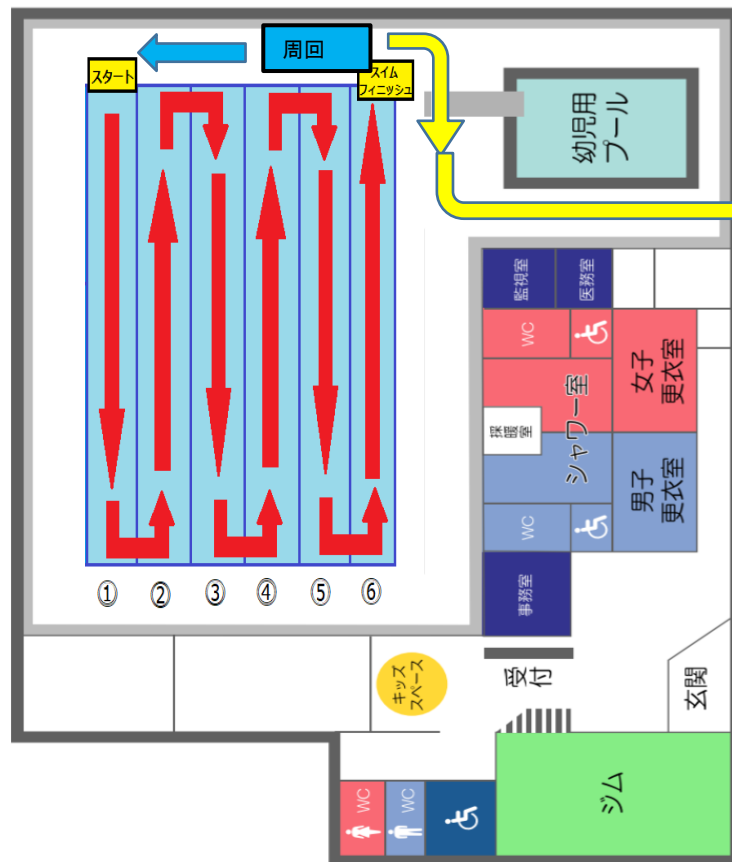 周回
スタート
スイム
フィニッシュ
幼児用
プール
監視室
医務室
WC
女子
更衣室
シャワー室
採暖室
男子
更衣室
WC
事務室
①
②
③
④
⑤
⑥
キッズ
スペース
受付
玄関
WC
WC
ジム